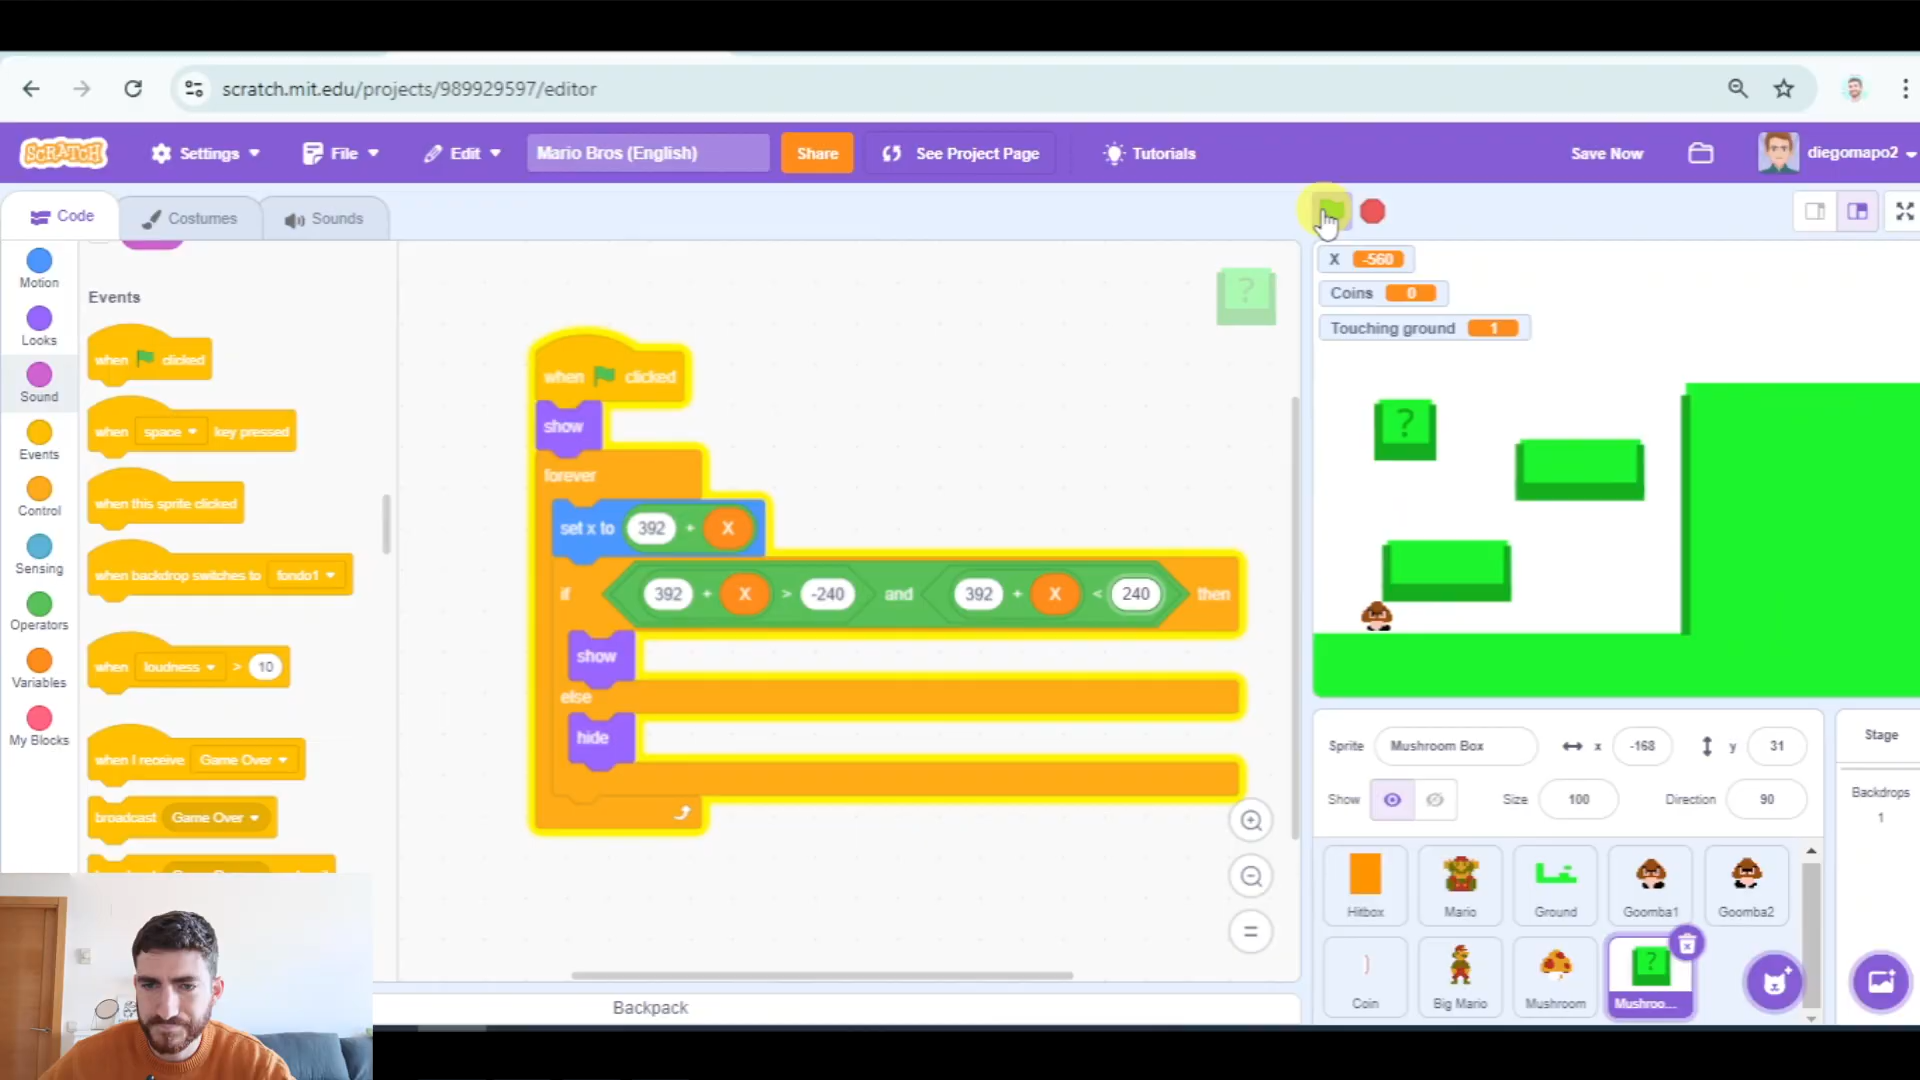 scratch.mit.edu/projects/989929597/editor
SCRATCH
Settings
File
Edit
Mario Bros (English)
Share
See Project Page
Tutorials
Save Now
diegomapo2
Code
Costumes
Sounds
Motion
Looks
Sound
Events
Control
Sensing
Operators
Variables
My Blocks
Events
when clicked
when space key pressed
when this sprite clicked
when backdrop switches to fondo1
when loudness > 10
when I receive Game Over
broadcast Game Over
?
when clicked
show
forever
set x to 392 + X
if 392 + X > -240 and 392 + X < 240 then
show
else
hide
Backpack
X -560
Coins 0
Touching ground 1
?
Sprite Mushroom Box x -168 y 31
Show Size 100 Direction 90
Stage
Backdrops
1
Hitbox
Mario
Ground
Goomba1
Goomba2
Coin
Big Mario
Mushroom
?
Mushroo...